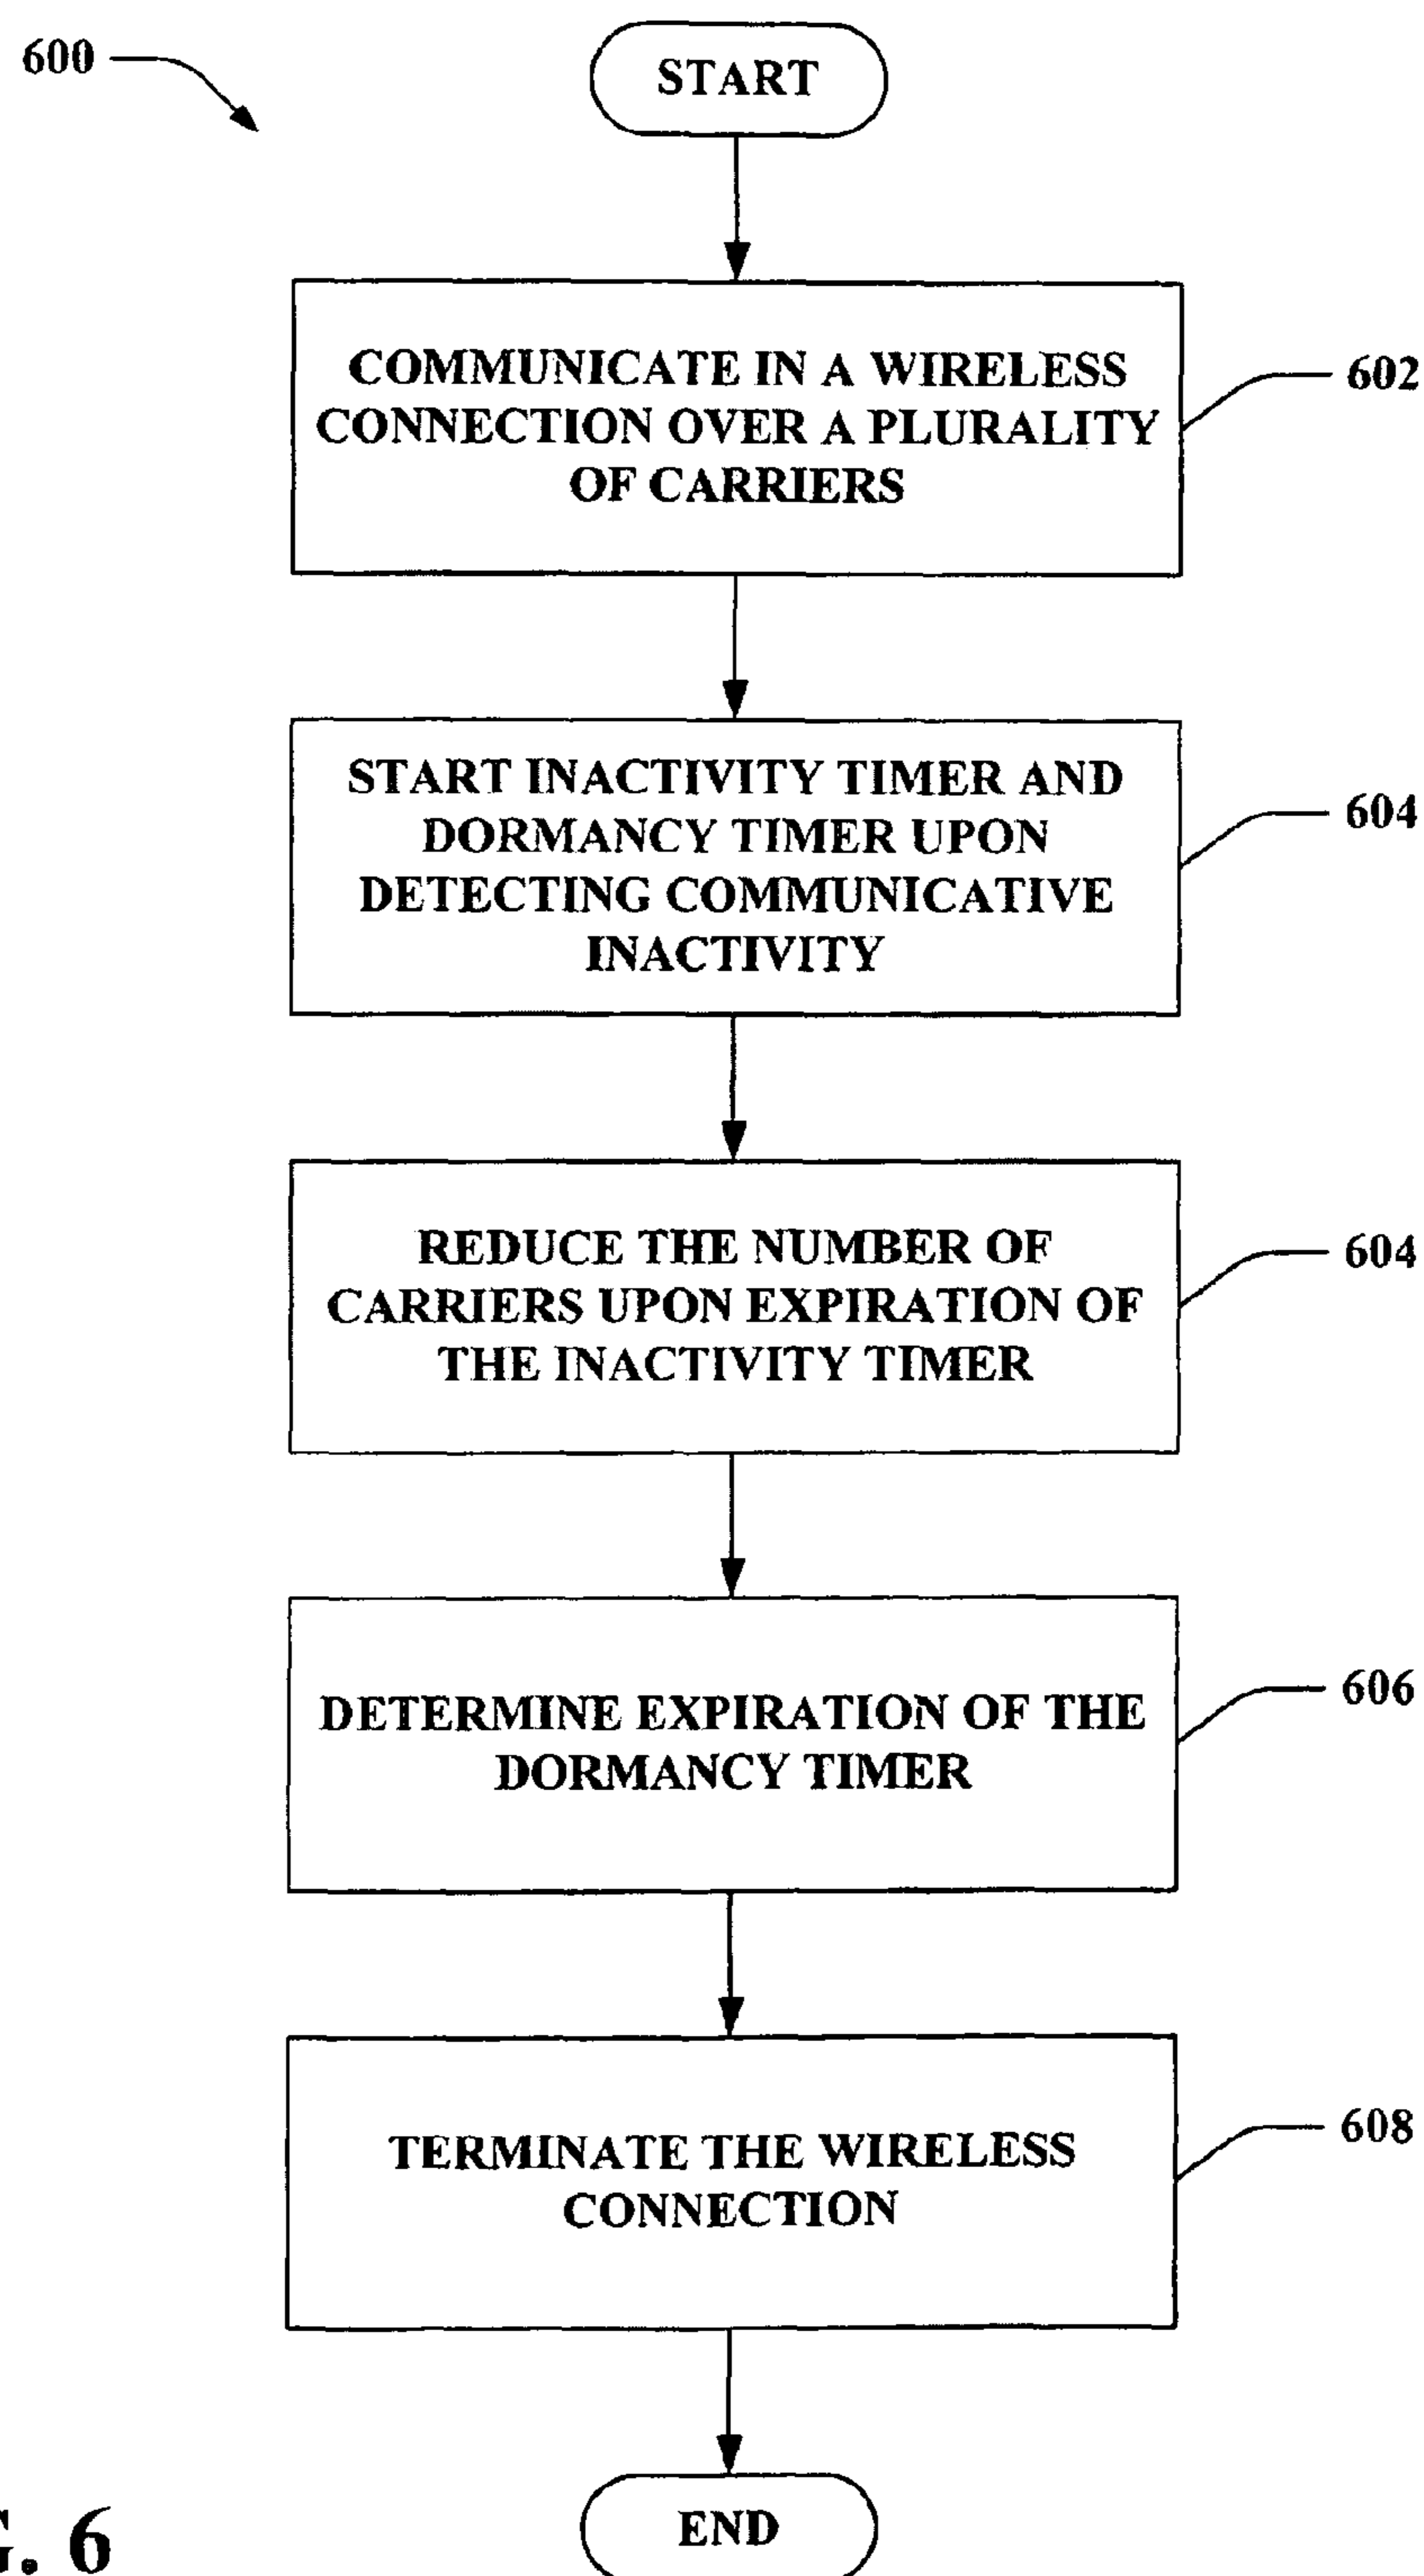 600
START
COMMUNICATE IN A WIRELESS
CONNECTION OVER A PLURALITY
OF CARRIERS
602
START INACTIVITY TIMER AND
DORMANCY TIMER UPON
DETECTING COMMUNICATIVE
INACTIVITY
604
REDUCE THE NUMBER OF
CARRIERS UPON EXPIRATION OF
THE INACTIVITY TIMER
604
DETERMINE EXPIRATION OF THE
DORMANCY TIMER
606
TERMINATE THE WIRELESS
CONNECTION
608
END
G. 6